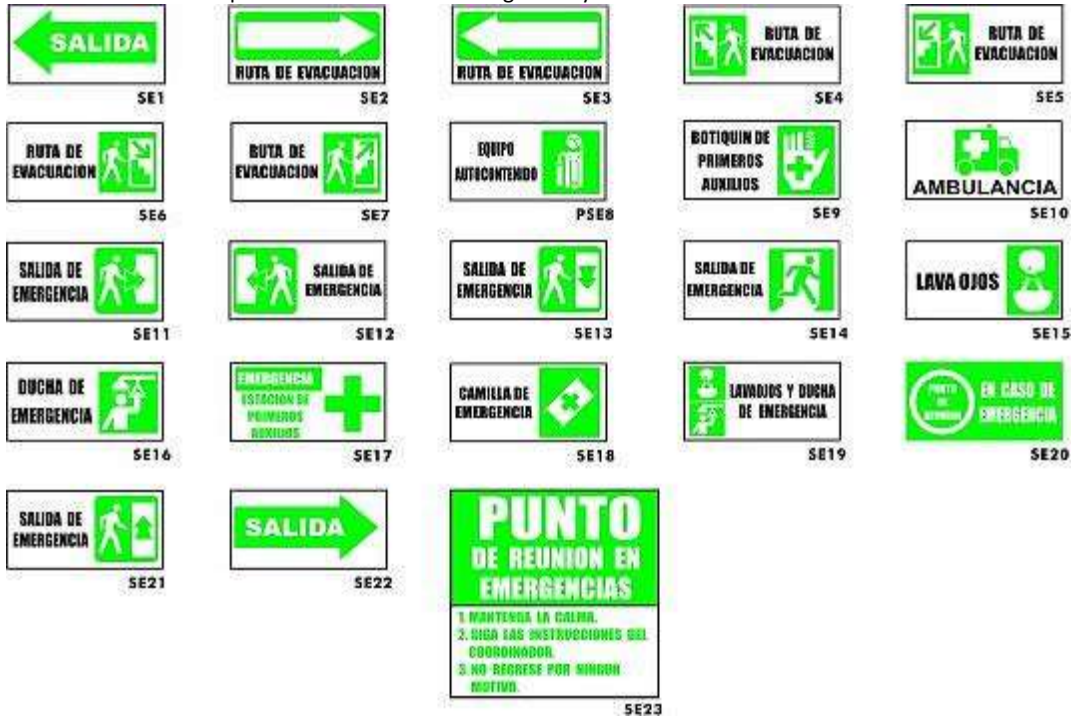 SALIDA
SE1
RUTA DE EVACUACION
SE2
RUTA DE EVACUACION
SE3
RUTA DE
EVACUACION
SE4
RUTA DE
EVACUACION
SE5
RUTA DE
EVACUACION
SE6
RUTA DE
EVACUACION
SE7
EQUIPO
AUTOCONTENIDO
PSE8
BOTIQUIN DE
PRIMEROS
AUXILIOS
SE9
AMBULANCIA
SE10
SALIDA DE
EMERGENCIA
SE11
SALIDA DE
EMERGENCIA
SE12
SALIDA DE
EMERGENCIA
SE13
SALIDA DE
EMERGENCIA
SE14
LAVA OJOS
SE15
DUCHA DE
EMERGENCIA
SE16
EMERGENCIA
ESTACION DE
PRIMEROS
AUXILIOS
SE17
CAMILLA DE
EMERGENCIA
SE18
LAVAOJOS Y DUCHA
DE EMERGENCIA
SE19
PUNTO
DE
REUNION
EN CASO DE
EMERGENCIA
SE20
SALIDA DE
EMERGENCIA
SE21
SALIDA
SE22
PUNTO
DE REUNION EN
EMERGENCIAS
1. MANTENGA LA CALMA.
2. SIGA LAS INSTRUCCIONES DEL
COORDINADOR.
3. NO REGRESE POR NINGUN
MOTIVO.
SE23